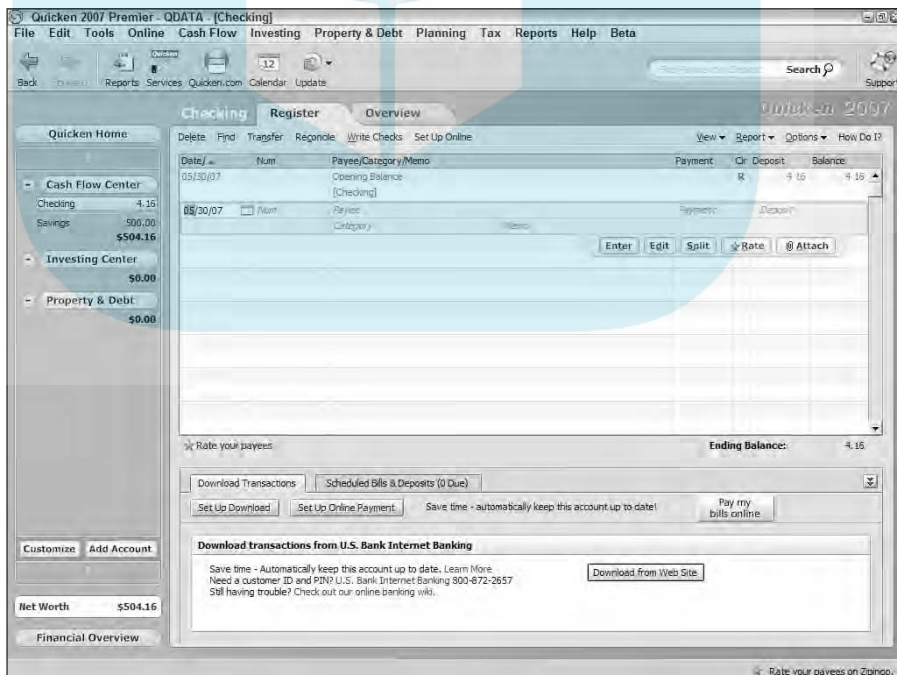 Quicken 2007 Premier - QDATA - [Checking]
File Edit Tools Online Cash Flow Investing Property & Debt Planning Tax Reports Help Beta
Quicken
12
Back Reports Services Quicken.com Calendar Update Search Support
Checking Register Overview Quicken 2007
Quicken Home
Delete Find Transfer Reconcile Write Checks Set Up Online View Report Options How Do I?
Date/ Num Payee/Category/Memo Payment Clr Deposit Balance
05/30/07 Opening Balance R 4 16 4 16
[Checking]
05/30/07 Num Payee Payment Deposit
Category Memo
Enter Edit Split Rate Attach
- Cash Flow Center
Checking 4.16
Savings 500.00
$504.16
- Investing Center
$0.00
- Property & Debt
$0.00
Rate your payees Ending Balance: 4.16
Download Transactions Scheduled Bills & Deposits (0 Due)
Set Up Download Set Up Online Payment Save time - automatically keep this account up to date! Pay my bills online
Customize Add Account
Download transactions from U.S. Bank Internet Banking
Save time - Automatically keep this account up to date. Learn More
Need a customer ID and PIN? U.S. Bank Internet Banking 800-872-2657
Still having trouble? Check out our online banking wiki.
Download from Web Site
Net Worth $504.16
Financial Overview
Rate your payees on Zipingo.